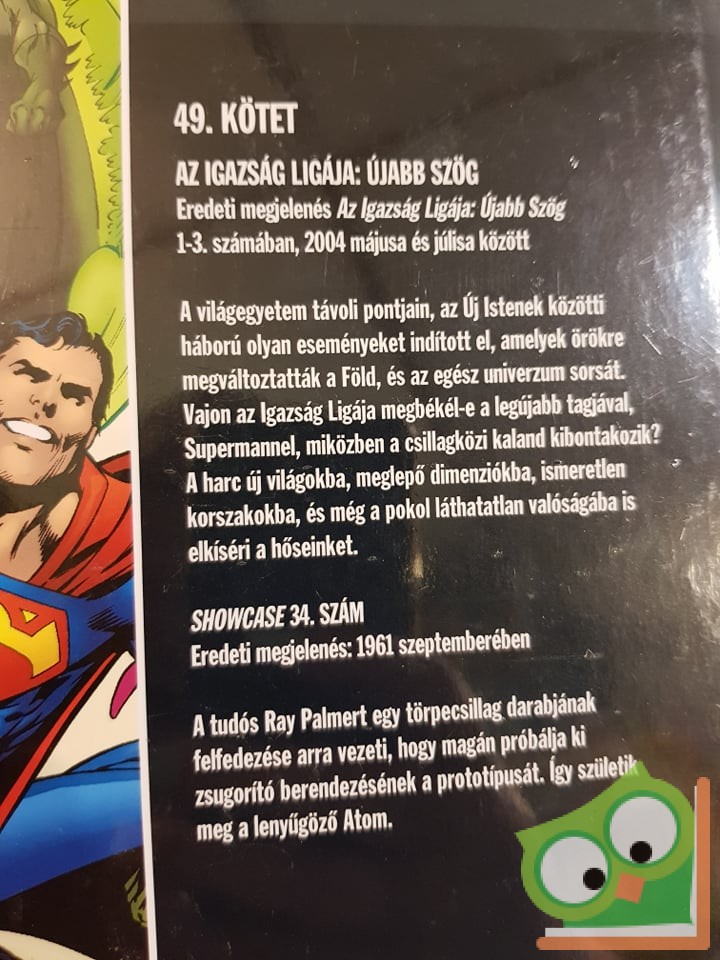 49. KÖTET
AZ IGAZSÁG LIGÁJA: ÚJABB SZÖG
Eredeti megjelenés Az Igazság Ligája: Újabb Szög
1-3. számában, 2004 májusa és júlisa között
A világegyetem távoli pontjain, az Új Istenek közötti
háború olyan eseményeket indított el, amelyek örökre
megváltoztatták a Föld, és az egész univerzum sorsát.
Vajon az Igazság Ligája megbékél-e a legújabb tagjával,
Supermannel, miközben a csillagközi kaland kibontakozik?
A harc új világokba, meglepő dimenziókba, ismeretlen
korszakokba, és még a pokol láthatatlan valóságába is
elkíséri a hőseinket.
SHOWCASE 34. SZÁM
Eredeti megjelenés: 1961 szeptemberében
A tudós Ray Palmert egy törpecsillag darabjának
felfedezése arra vezeti, hogy magán próbálja ki
zsugorító berendezésének a prototípusát. Így születik
meg a lenyűgöző Atom.